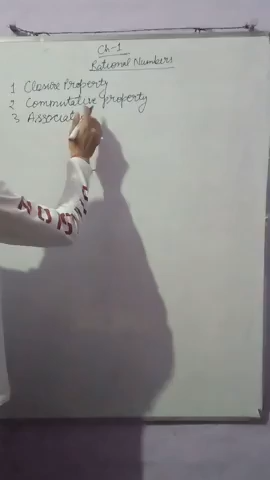 Ch-1
Rational Numbers
1 Closure Property
2 Commutative property
3 Associat